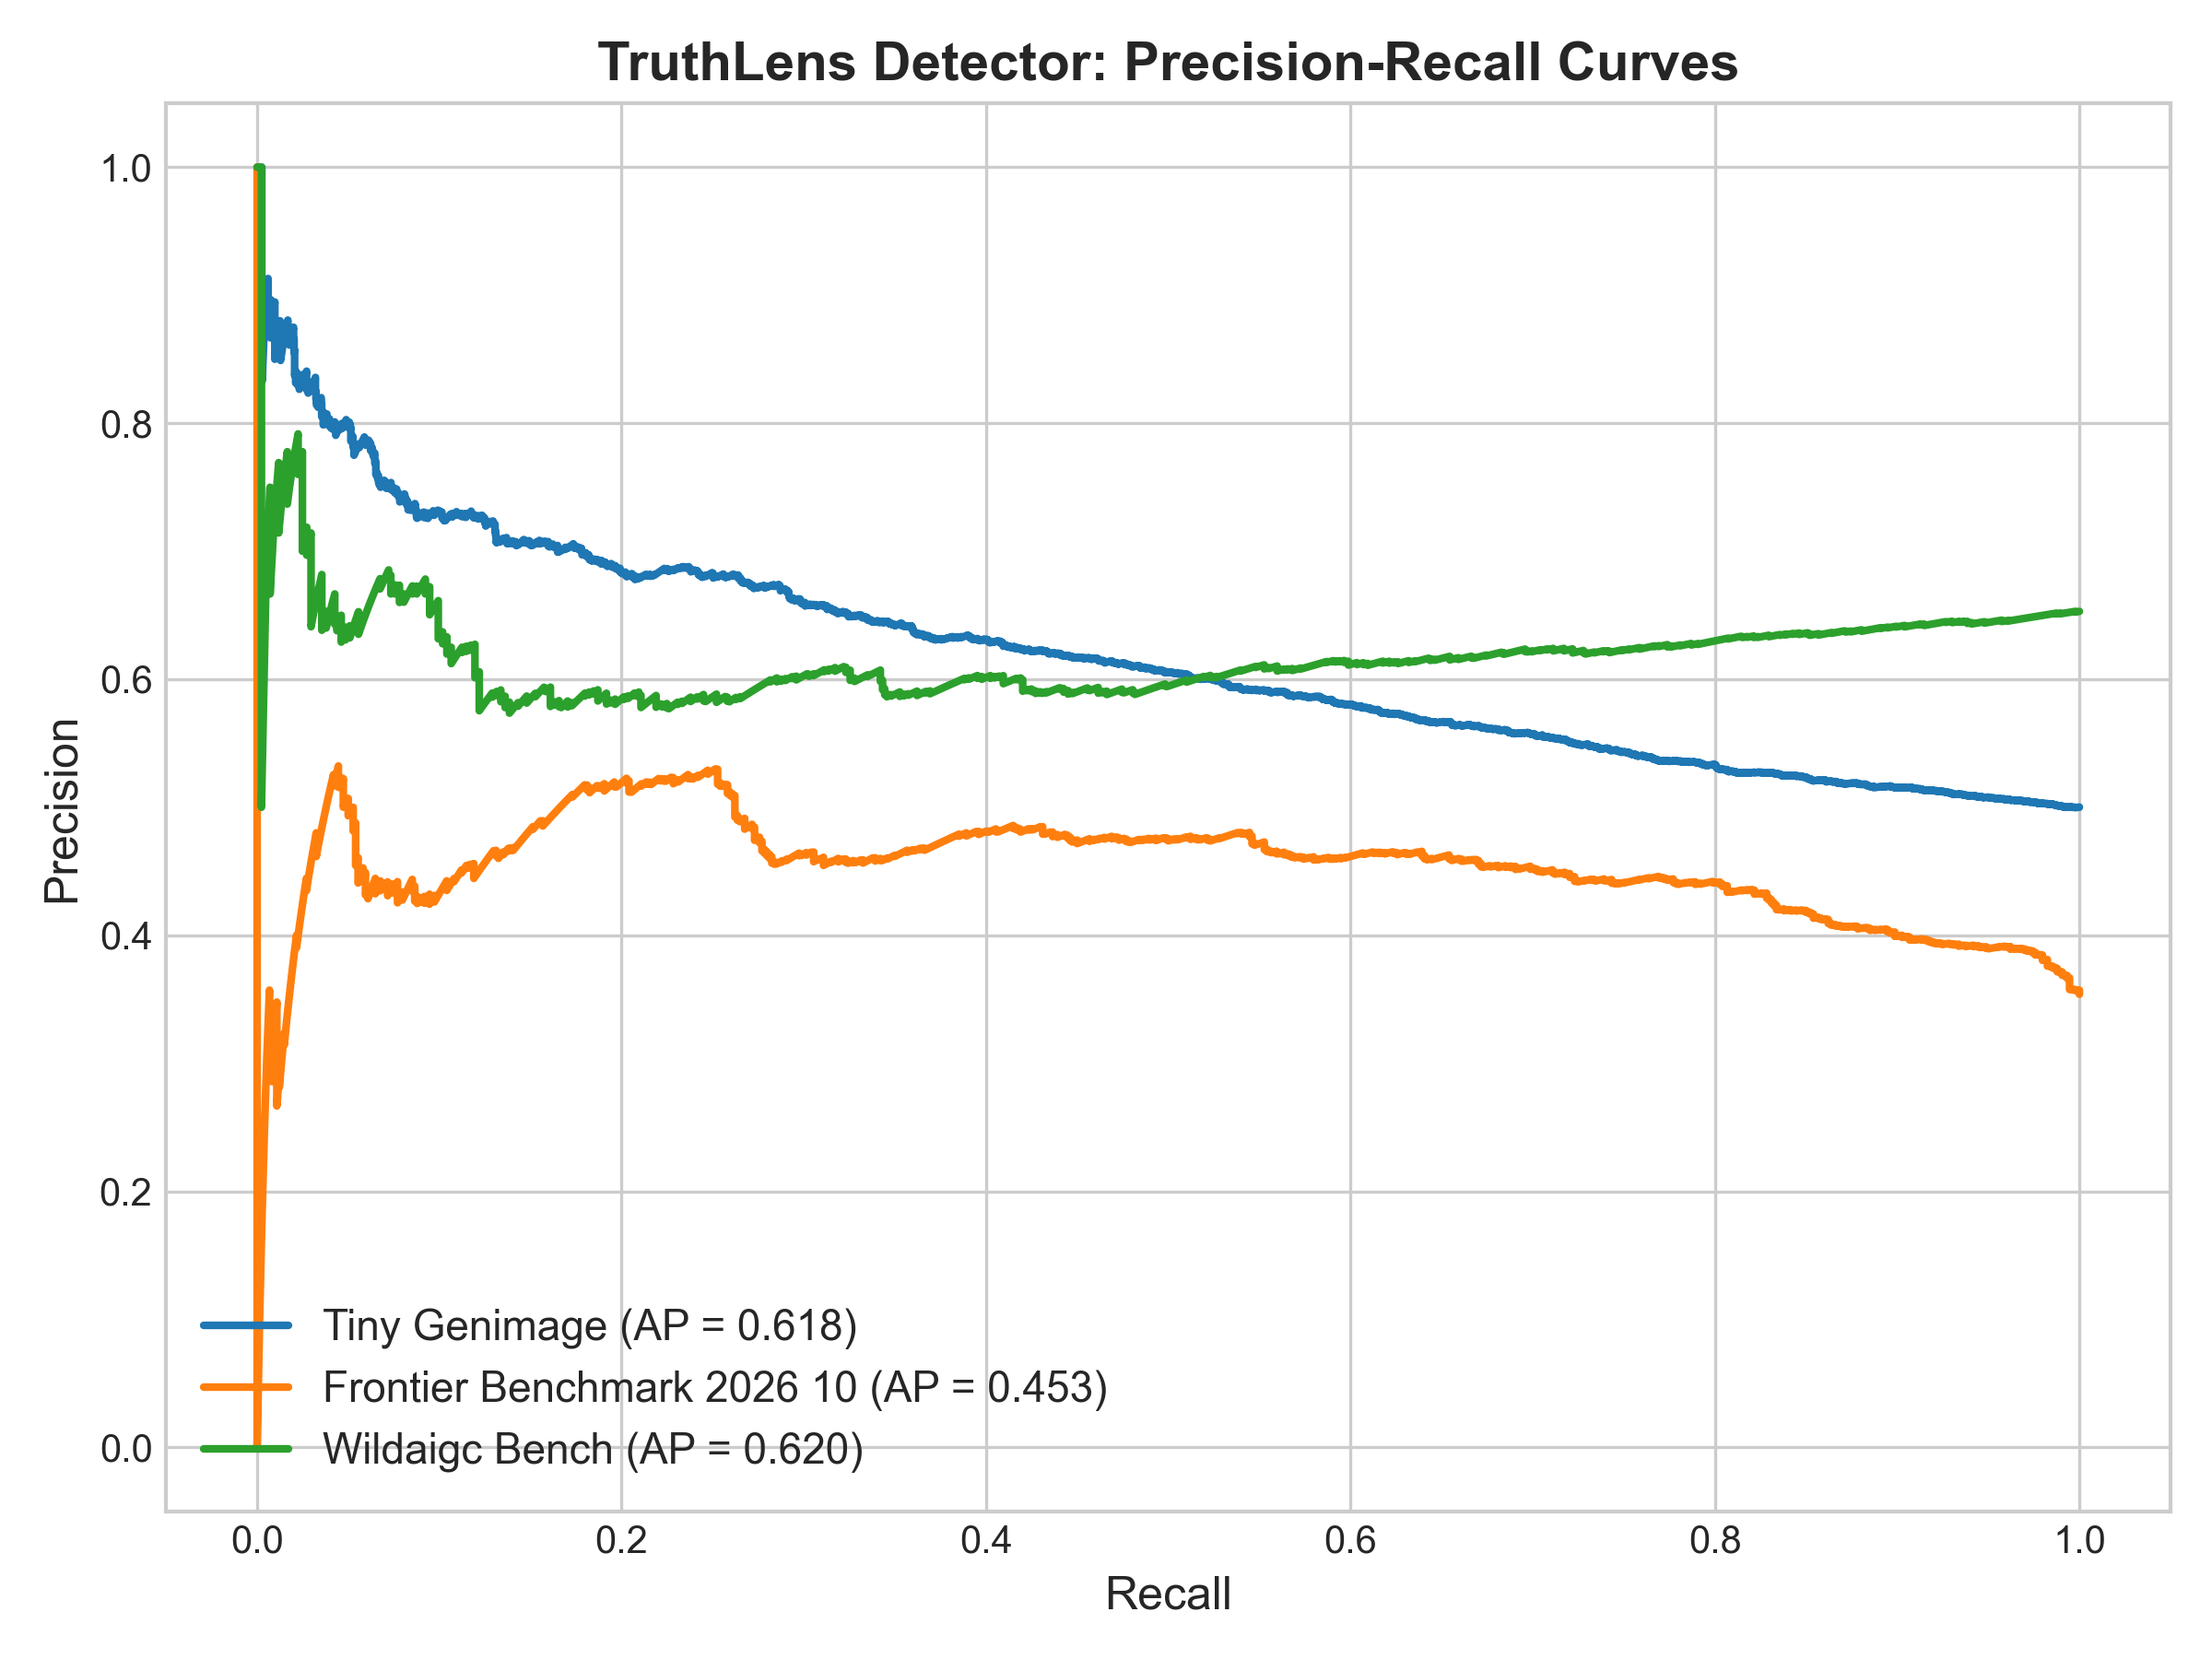 TruthLens Detector: Precision-Recall Curves
1.0
0.8
0.6
0.4
0.2
0.0
Precision
Tiny Genimage (AP = 0.618)
Frontier Benchmark 2026 10 (AP = 0.453)
Wildaigc Bench (AP = 0.620)
0.0 0.2 0.4 0.6 0.8 1.0
Recall